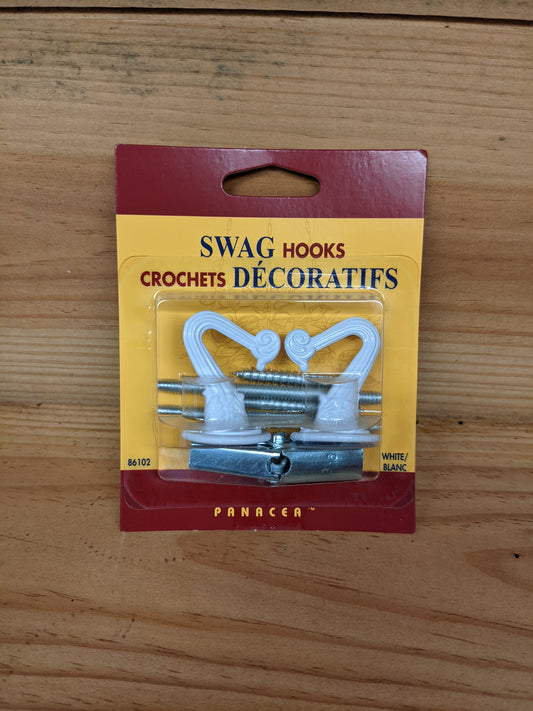 SWAG HOOKS
CROCHETS DÉCORATIFS
86102
WHITE/
BLANC
PANACEA™